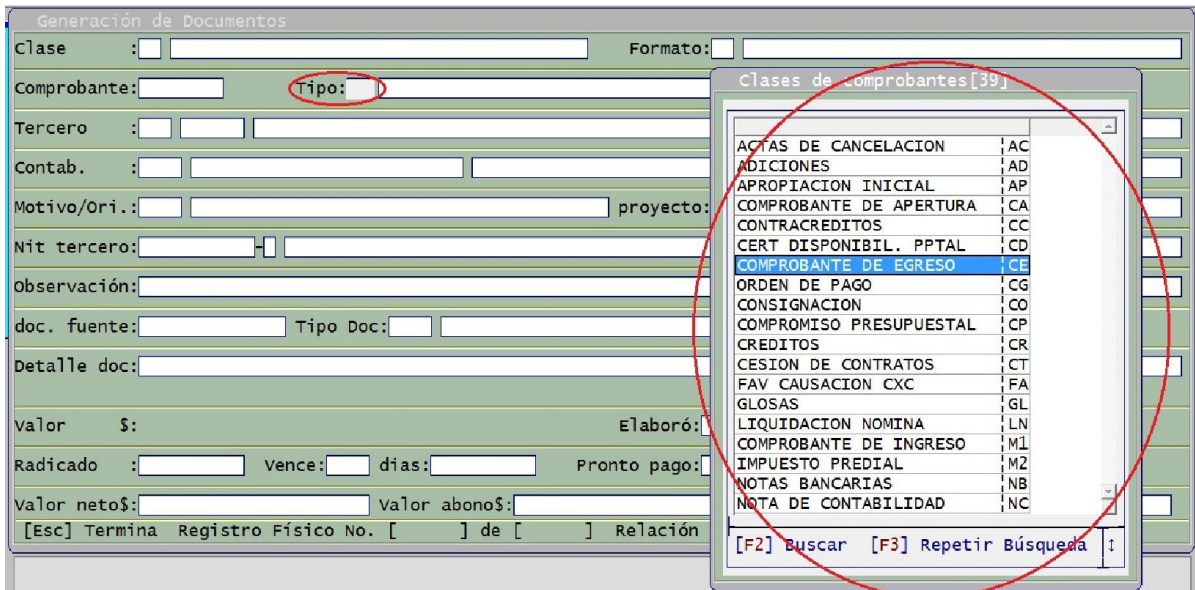 Generación de Documentos
Clase : Formato:
Comprobante: Tipo:
Tercero :
Contab. :
Motivo/Ori.: proyecto:
Nit tercero: -
Observación:
doc. fuente: Tipo Doc:
Detalle doc:
Valor $: Elaboró:
Radicado : Vence: dias: Pronto pago:
Valor neto$: Valor abono$:
[Esc] Termina Registro Físico No. [ ] de [ ] Relación
Clases de comprobantes[39]
ACTAS DE CANCELACION AC
ADICIONES AD
APROPIACION INICIAL AP
COMPROBANTE DE APERTURA CA
CONTRACREDITOS CC
CERT DISPONIBIL. PPTAL CD
COMPROBANTE DE EGRESO CE
ORDEN DE PAGO CG
CONSIGNACION CO
COMPROMISO PRESUPUESTAL CP
CREDITOS CR
CESION DE CONTRATOS CT
FAV CAUSACION CXC FA
GLOSAS GL
LIQUIDACION NOMINA LN
COMPROBANTE DE INGRESO M1
IMPUESTO PREDIAL M2
NOTAS BANCARIAS NB
NOTA DE CONTABILIDAD NC
[F2] Buscar [F3] Repetir Búsqueda